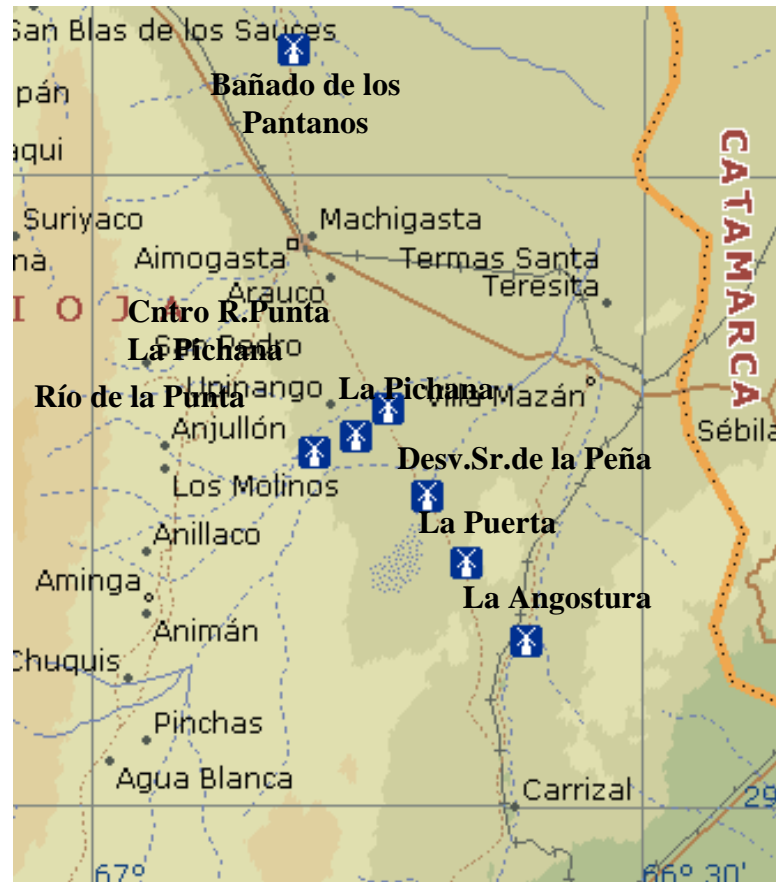 San Blas de los Sauces
Bañado de los
Pantanos
pán
aqui
Suriyaco
Machigasta
na
Aimogasta
Termas Santa
Teresita
Arauco
I O J A
CATAMARCA
Cntro R.Punta
La Pichana
San Pedro
Río de la Punta
Upinango
La Pichana
Villa Mazán
Anjullón
Sébila
Los Molinos
Desv.Sr.de la Peña
Anillaco
La Puerta
Aminga
La Angostura
Animán
Chuquis
Pinchas
Agua Blanca
Carrizal
29
67º
66º 30'